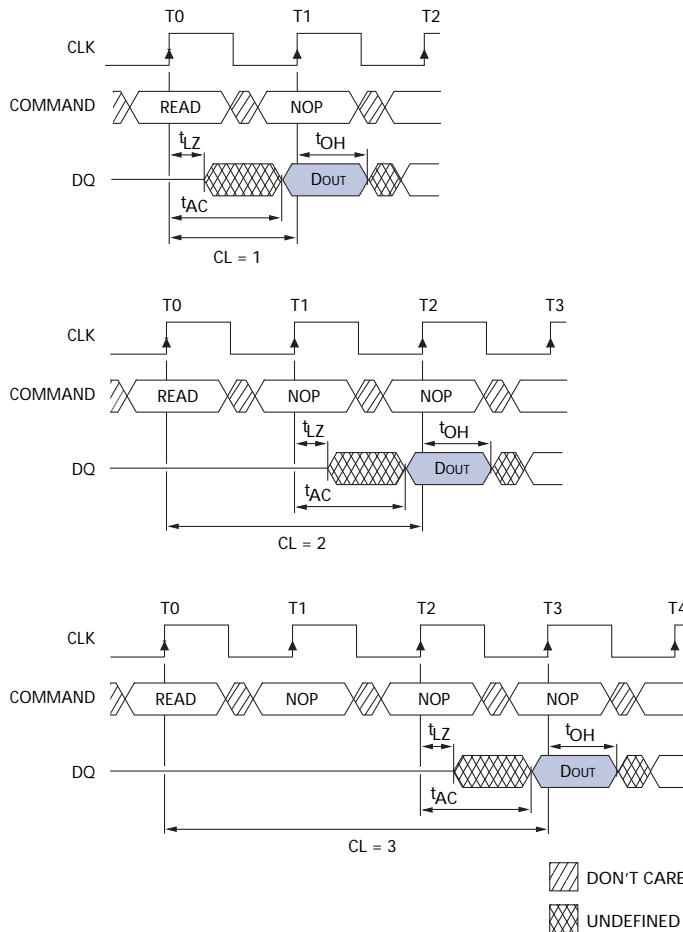 T0 T1 T2
CLK
COMMAND READ NOP
tLZ tOH
DQ DOUT
tAC
CL = 1
T0 T1 T2 T3
CLK
COMMAND READ NOP NOP
tLZ tOH
DQ DOUT
tAC
CL = 2
T0 T1 T2 T3 T4
CLK
COMMAND READ NOP NOP NOP
tLZ tOH
DQ DOUT
tAC
CL = 3
DON'T CARE
UNDEFINED